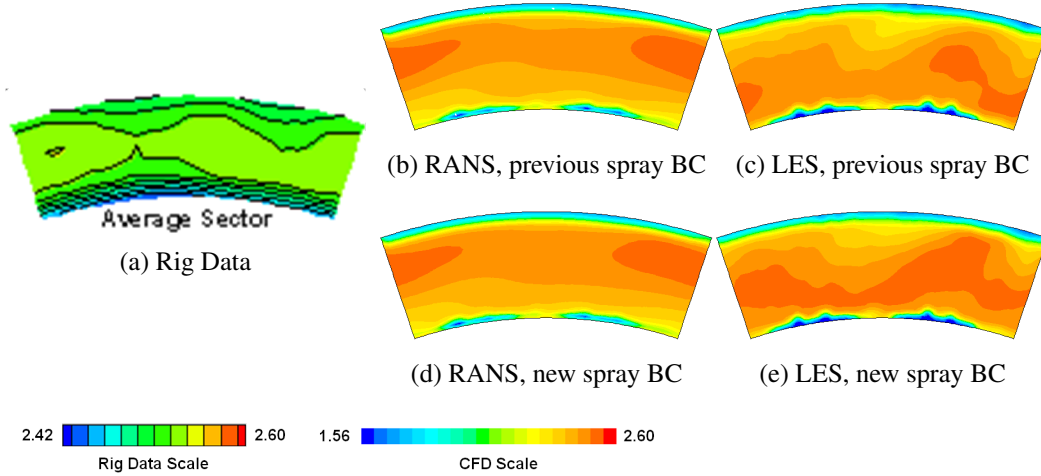 Average Sector
(a) Rig Data
(b) RANS, previous spray BC
(c) LES, previous spray BC
(d) RANS, new spray BC
(e) LES, new spray BC
2.42 2.60
Rig Data Scale
1.56 2.60
CFD Scale